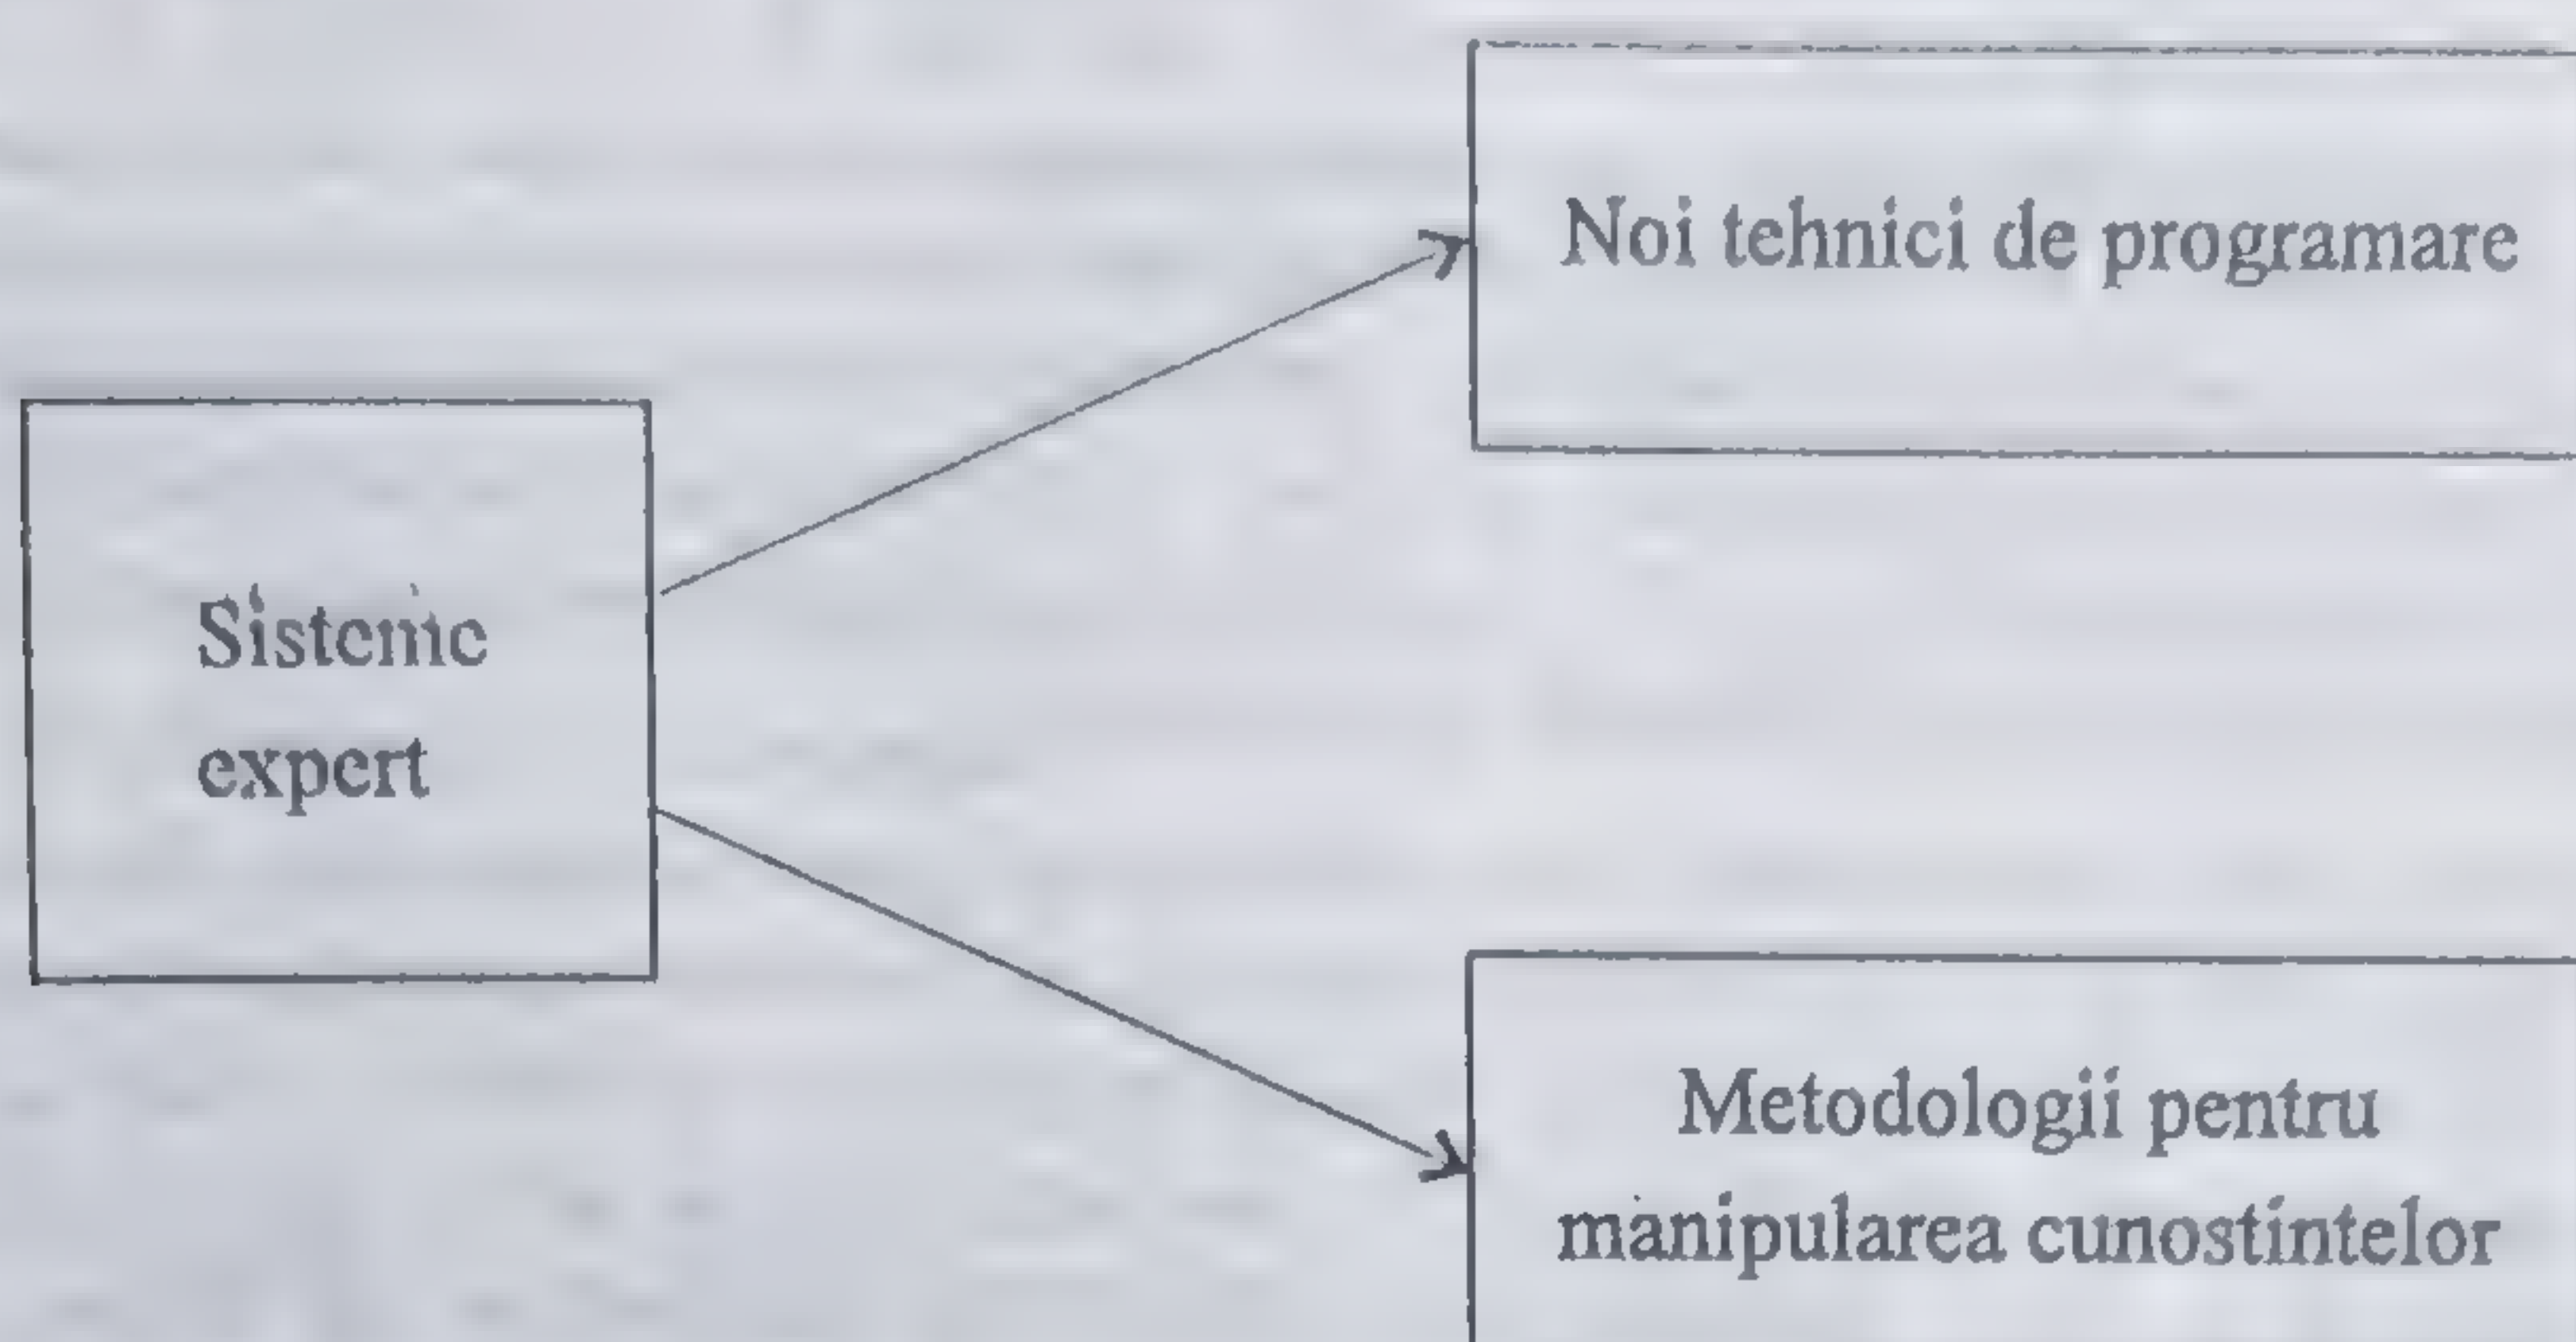 Noi tehnici de programare
Sisteme
expert
Metodologii pentru
manipularea cunostintelor